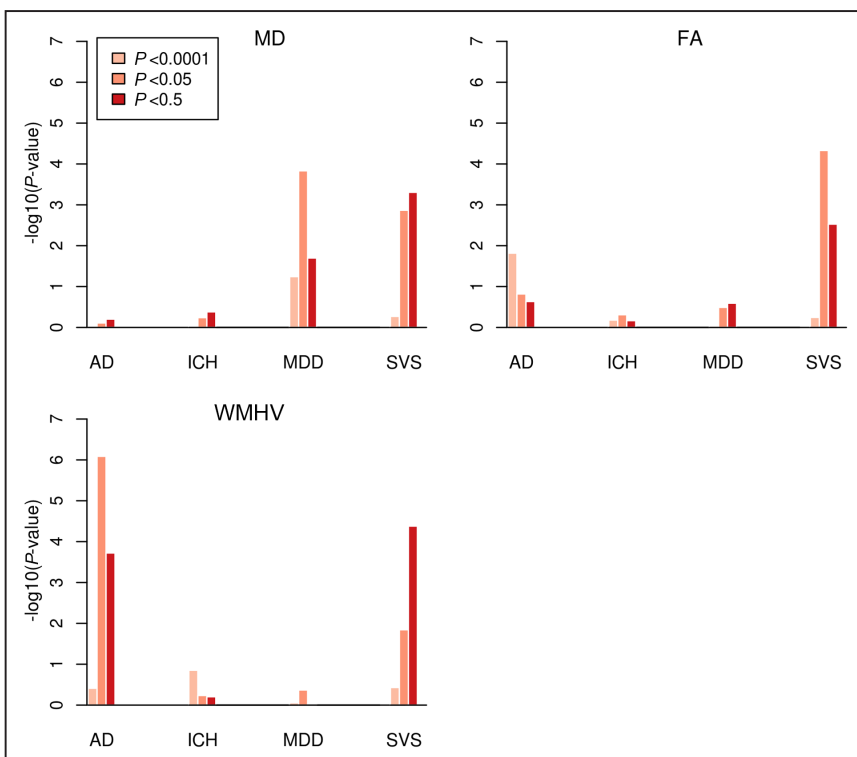 MD
7
6
5
4
3
2
1
0
-log10(P-value)
P<0.0001
P<0.05
P<0.5
AD ICH MDD SVS
FA
7
6
5
4
3
2
1
0
AD ICH MDD SVS
WMHV
7
6
5
4
3
2
1
0
-log10(P-value)
AD ICH MDD SVS